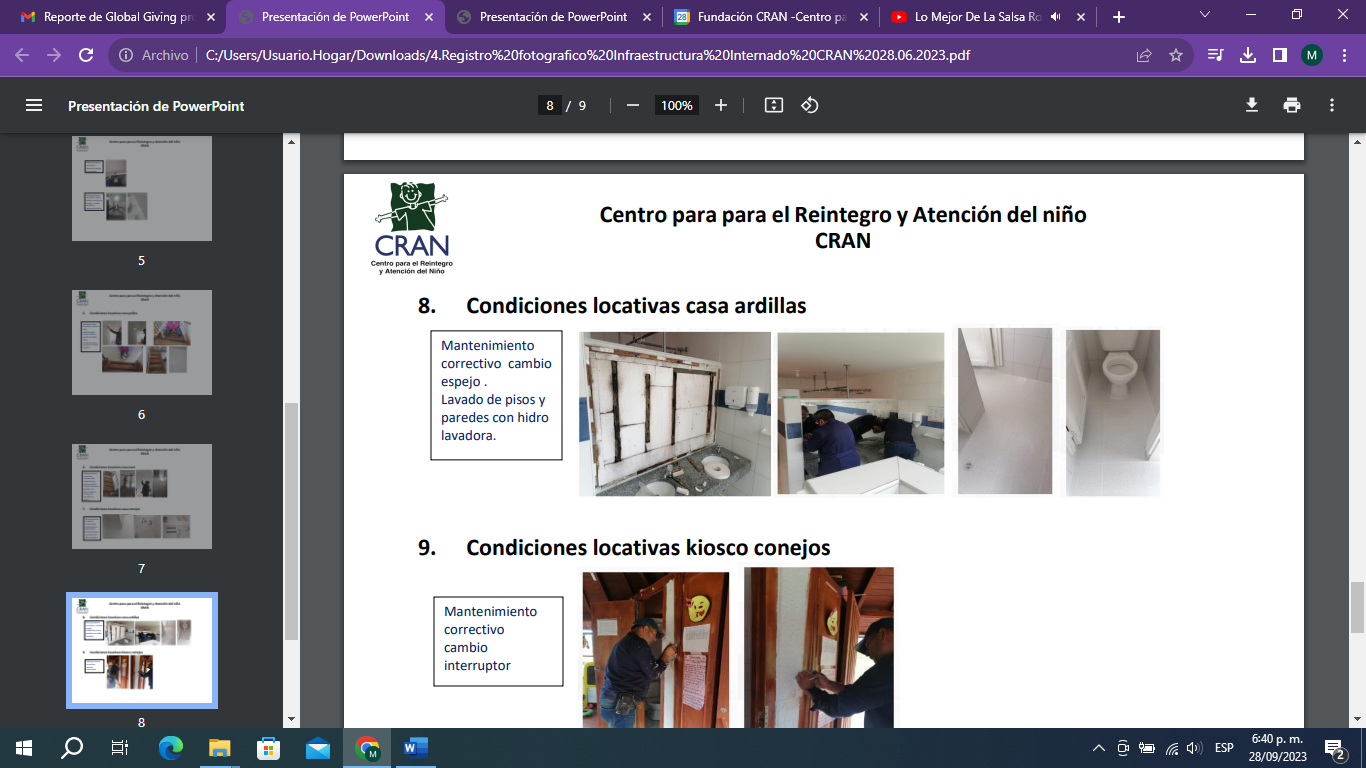 Reporte de Global Giving pr
Presentación de PowerPoint
Presentación de PowerPoint
Fundación CRAN -Centro pa
Lo Mejor De La Salsa Ro
Archivo
C:/Users/Usuario.Hogar/Downloads/4.Registro%20fotografico%20Infraestructura%20Internado%20CRAN%2028.06.2023.pdf
M
Presentación de PowerPoint
8 / 9
100%
5
6
7
8
CRAN
Centro para el Reintegro
y Atención del Niño
Centro para para el Reintegro y Atención del niño
CRAN
8. Condiciones locativas casa ardillas
Mantenimiento
correctivo cambio
espejo .
Lavado de pisos y
paredes con hidro
lavadora.
9. Condiciones locativas kiosco conejos
Mantenimiento
correctivo
cambio
interruptor
ESP
6:40 p. m.
28/09/2023
2